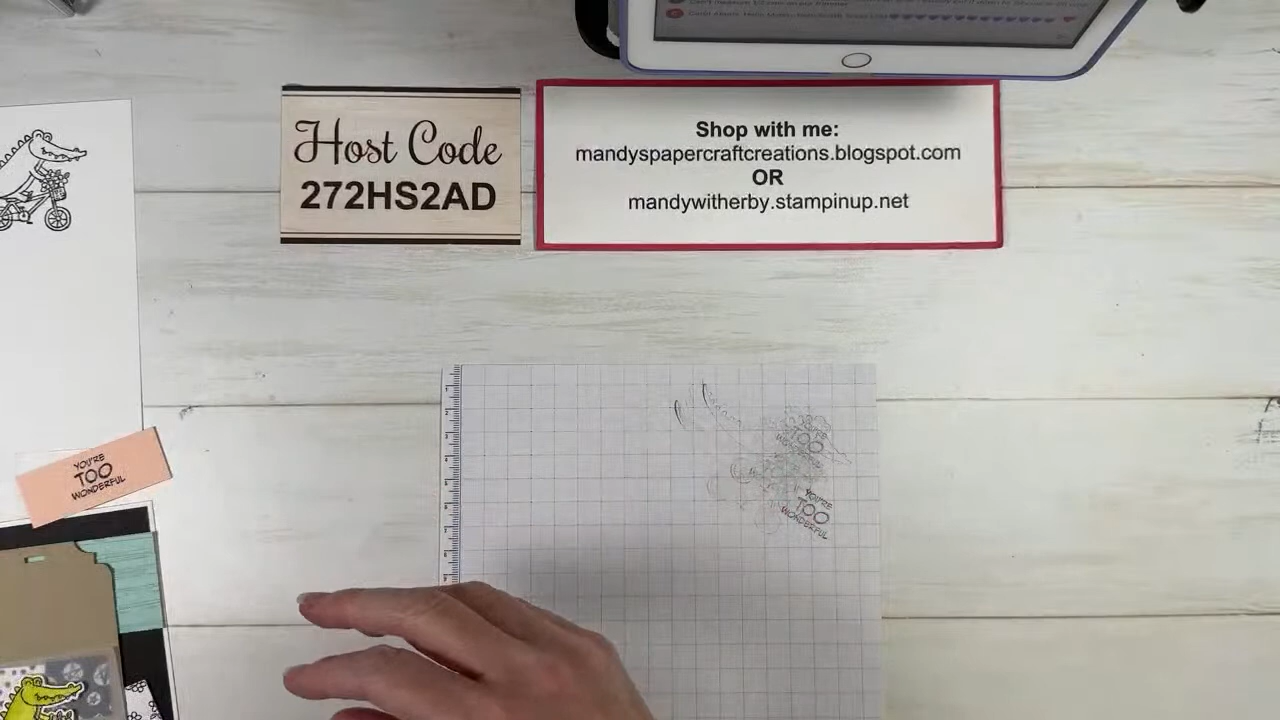 Host Code
272HS2AD
Shop with me:
mandyspapercraftcreations.blogspot.com
OR
mandywitherby.stampinup.net
YOU'RE
TOO
WONDERFUL
TOO
YOU'RE
TOO
WONDERFUL